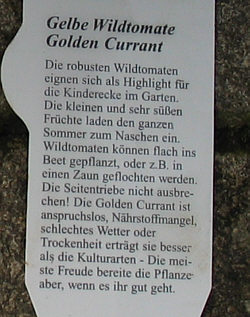 Gelbe Wildtomate
Golden Currant
Die robusten Wildtomaten
eignen sich als Highlight für
die Kinderecke im Garten.
Die kleinen und sehr süßen
Früchte laden den ganzen
Sommer zum Naschen ein.
Wildtomaten können flach ins
Beet gepflanzt, oder z.B. in
einen Zaun geflochten werden.
Die Seitentriebe nicht ausbre-
chen! Die Golden Currant ist
anspruchslos, Nährstoffmangel,
schlechtes Wetter oder
Trockenheit erträgt sie besser
als die Kulturarten - Die mei-
ste Freude bereite die Pflanze
aber, wenn es ihr gut geht.